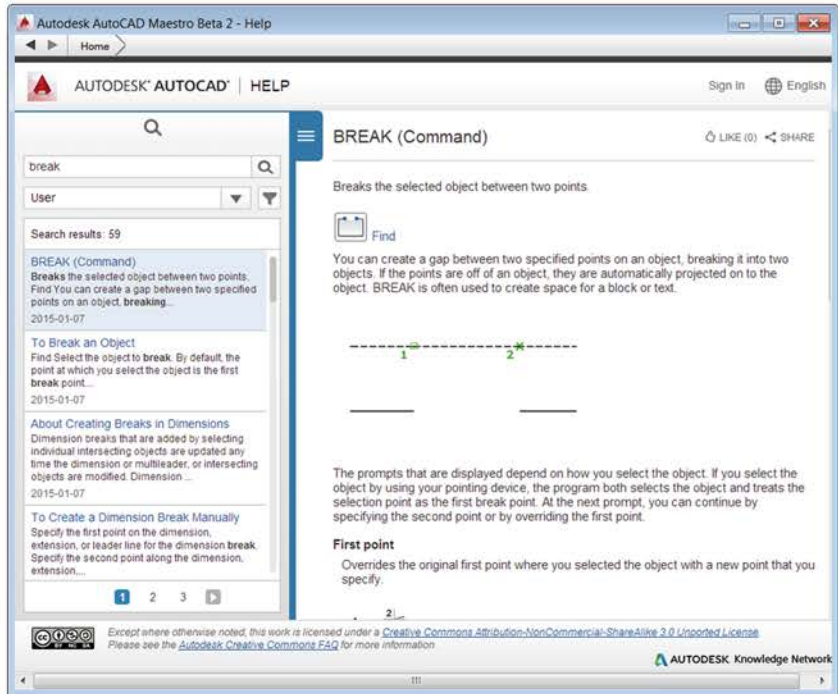 Autodesk AutoCAD Maestro Beta 2 - Help
Home
AUTODESK® AUTOCAD® | HELP
Sign In
English
break
User
Search results: 59
BREAK (Command)
Breaks the selected object between two points.
Find You can create a gap between two specified
points on an object, breaking...
2015-01-07
To Break an Object
Find Select the object to break. By default, the
point at which you select the object is the first
break point...
2015-01-07
About Creating Breaks in Dimensions
Dimension breaks that are added by selecting
individual intersecting objects are updated any
time the dimension or multileader, or intersecting
objects are modified. Dimension ...
2015-01-07
To Create a Dimension Break Manually
Specify the first point on the dimension,
extension, or leader line for the dimension break.
Specify the second point along the dimension,
extension,...
1 2 3
BREAK (Command)
LIKE (0) SHARE
Breaks the selected object between two points.
Find
You can create a gap between two specified points on an object, breaking it into two
objects. If the points are off of an object, they are automatically projected on to the
object. BREAK is often used to create space for a block or text.
1 2
The prompts that are displayed depend on how you select the object. If you select the
object by using your pointing device, the program both selects the object and treats the
selection point as the first break point. At the next prompt, you can continue by
specifying the second point or by overriding the first point.
First point
Overrides the original first point where you selected the object with a new point that you
specify.
2
Except where otherwise noted, this work is licensed under a Creative Commons Attribution-NonCommercial-ShareAlike 3.0 Unported License
Please see the Autodesk Creative Commons FAQ for more information
AUTODESK Knowledge Network